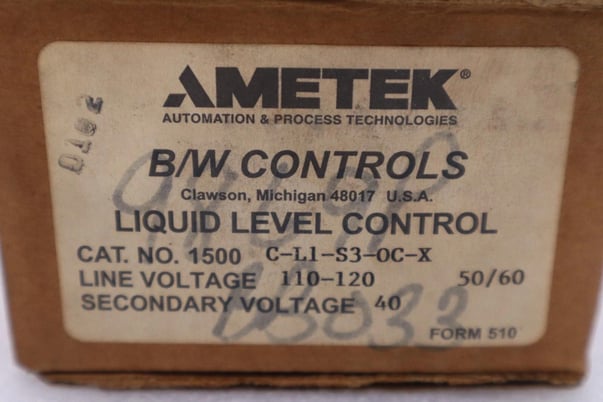 AMETEK®
AUTOMATION & PROCESS TECHNOLOGIES
B/W CONTROLS
Clawson, Michigan 48017 U.S.A.
LIQUID LEVEL CONTROL
CAT. NO. 1500 C-L1-S3-OC-X
LINE VOLTAGE 110-120 50/60
SECONDARY VOLTAGE 40
FORM 510